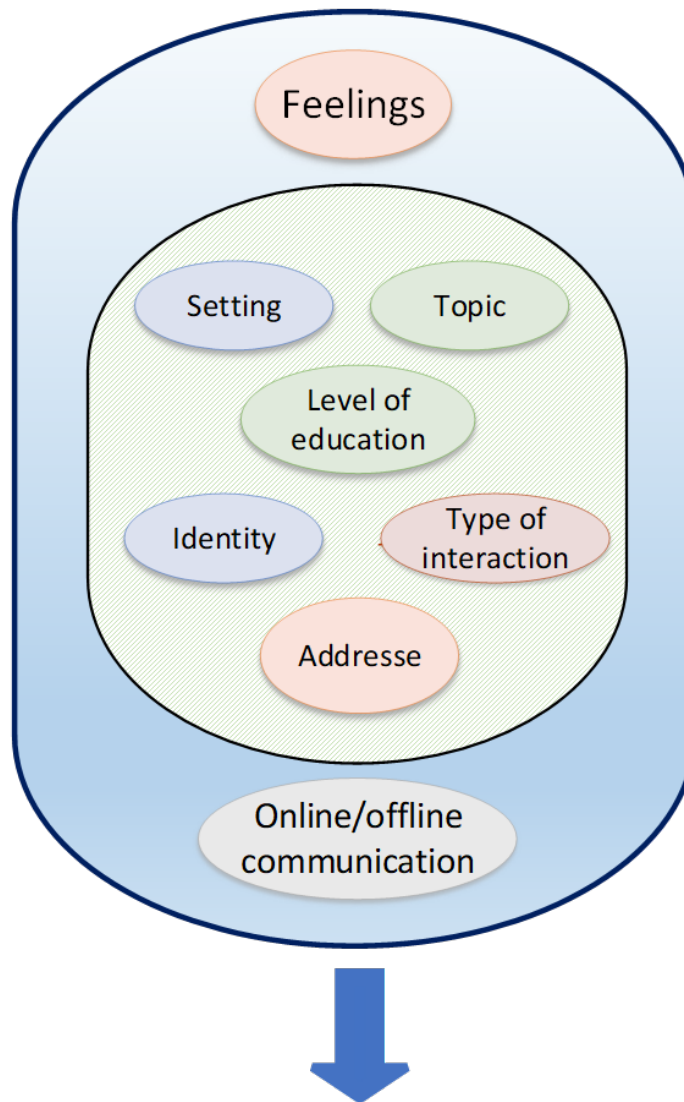 Feelings
Setting
Topic
Level of
education
Identity
Type of
interaction
Addresse
Online/offline
communication